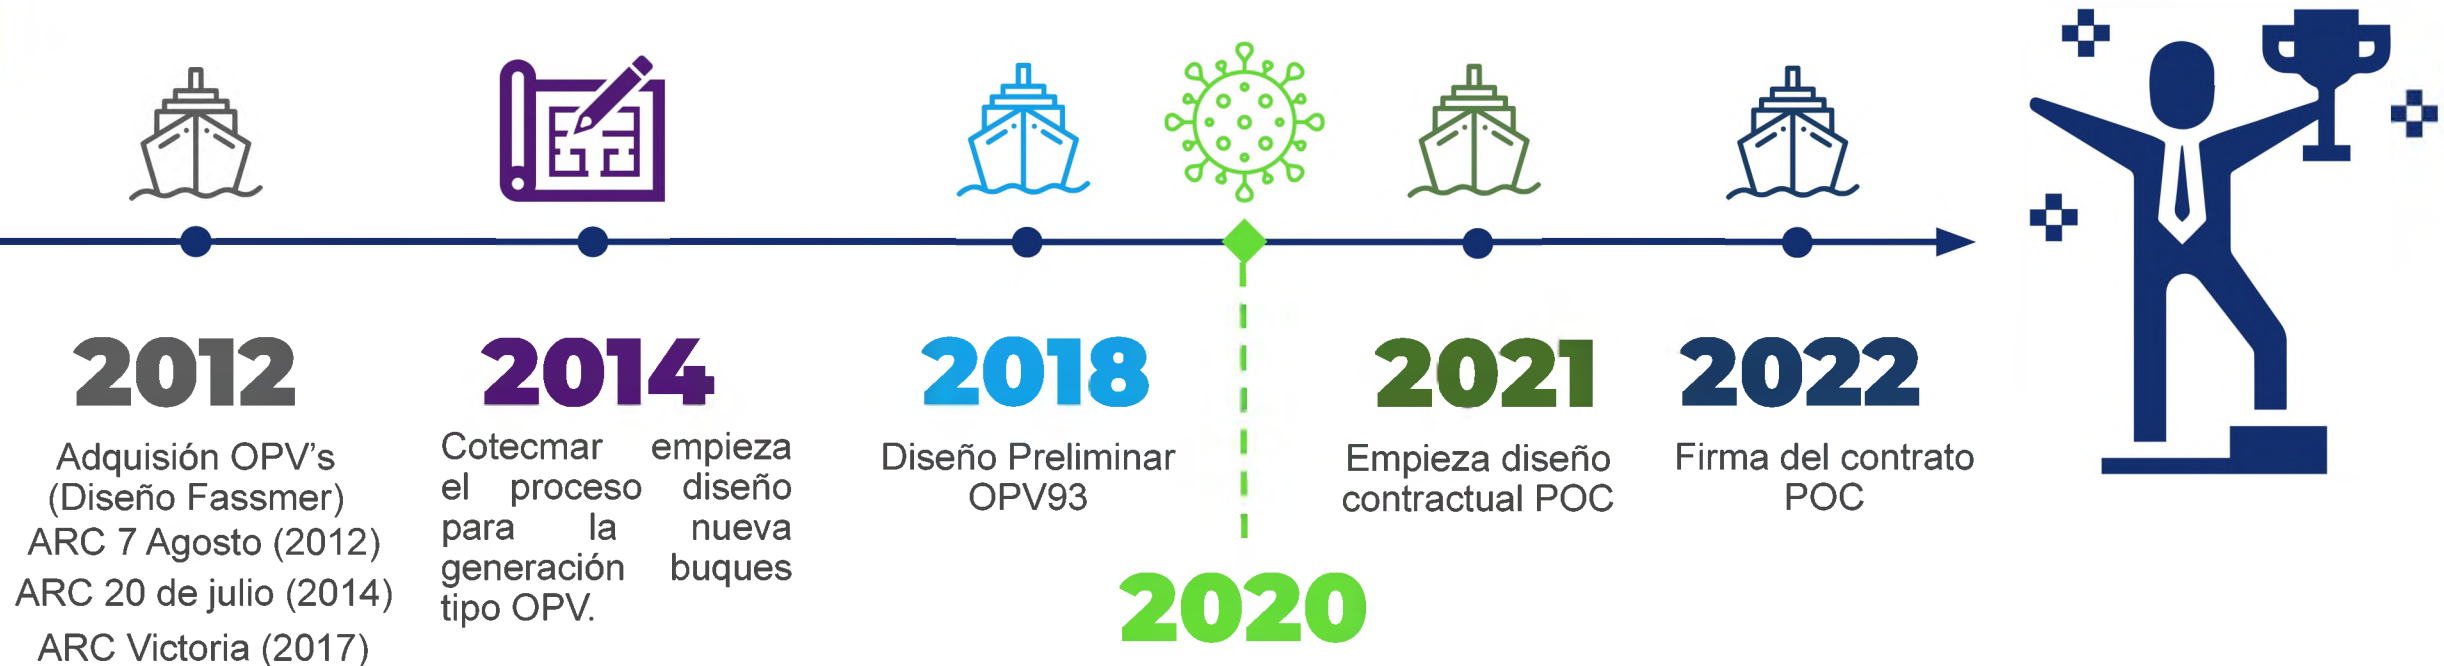 2012
Adquisión OPV's
(Diseño Fassmer)
ARC 7 Agosto (2012)
ARC 20 de julio (2014)
ARC Victoria (2017)
2014
Cotecmar empieza
el proceso diseño
para la nueva
generación buques
tipo OPV.
2018
Diseño Preliminar
OPV93
2020
2021
Empieza diseño
contractual POC
2022
Firma del contrato
POC